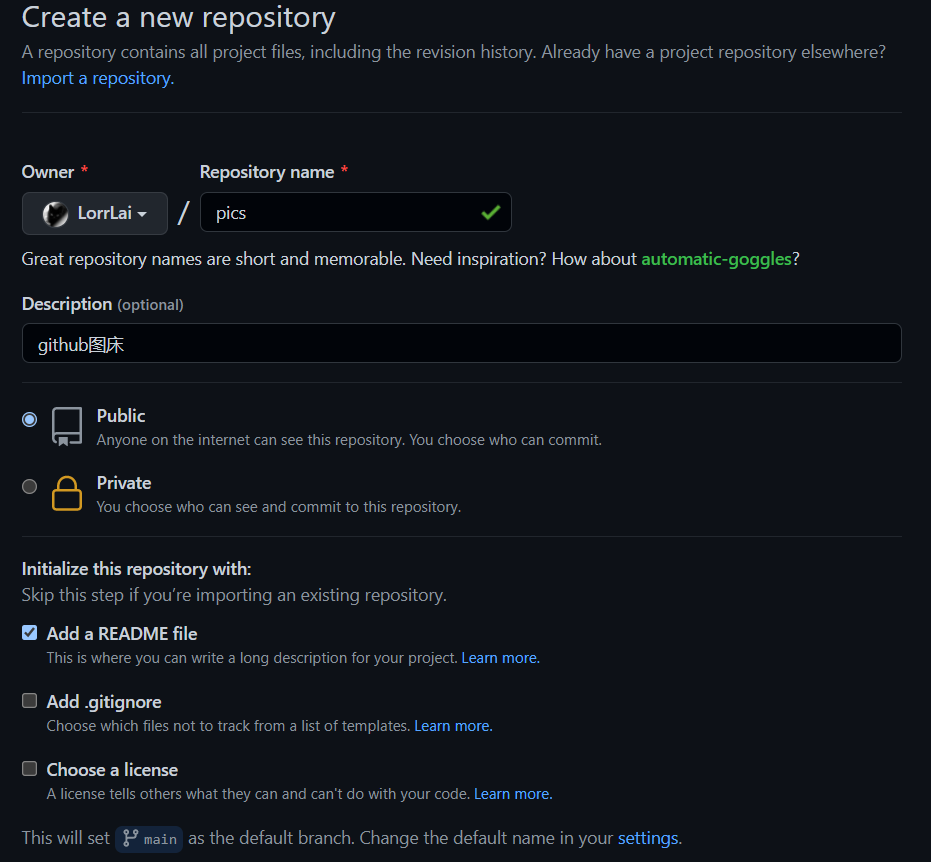 Create a new repository
A repository contains all project files, including the revision history. Already have a project repository elsewhere?
Import a repository.
Owner * Repository name *
LorrLai / pics
Great repository names are short and memorable. Need inspiration? How about automatic-goggles?
Description (optional)
github图床
Public
Anyone on the internet can see this repository. You choose who can commit.
Private
You choose who can see and commit to this repository.
Initialize this repository with:
Skip this step if you’re importing an existing repository.
Add a README file
This is where you can write a long description for your project. Learn more.
Add .gitignore
Choose which files not to track from a list of templates. Learn more.
Choose a license
A license tells others what they can and can't do with your code. Learn more.
This will set main as the default branch. Change the default name in your settings.